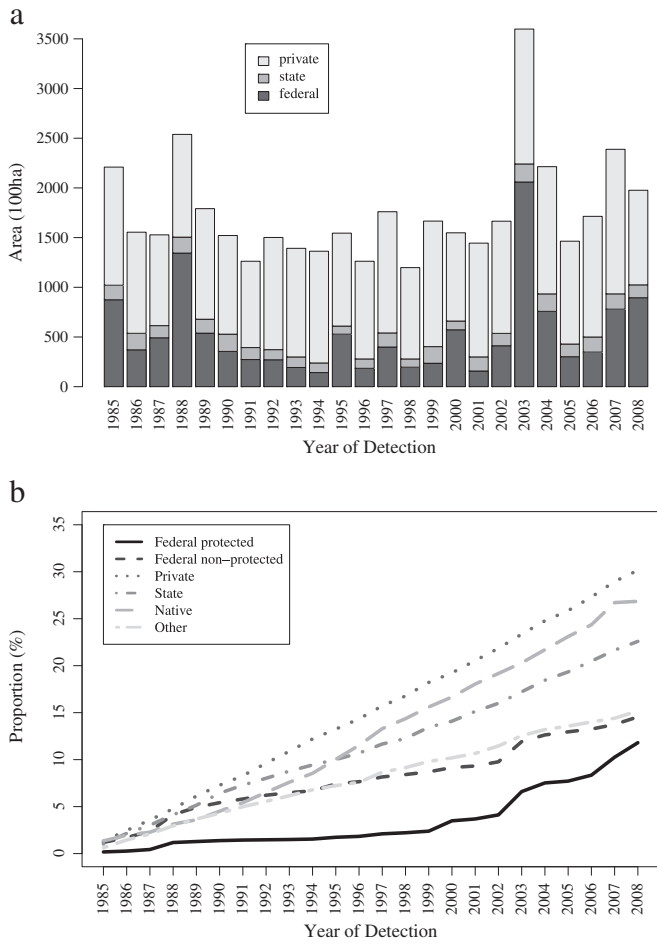 a
3500
3000
2500
2000
1500
1000
500
0
Area (100ha)
private
state
federal
1985 1986 1987 1988 1989 1990 1991 1992 1993 1994 1995 1996 1997 1998 1999 2000 2001 2002 2003 2004 2005 2006 2007 2008
Year of Detection
b
35
30
25
20
15
10
5
0
Proportion (%)
Federal protected
Federal non–protected
Private
State
Native
Other
1985 1986 1987 1988 1989 1990 1991 1992 1993 1994 1995 1996 1997 1998 1999 2000 2001 2002 2003 2004 2005 2006 2007 2008
Year of Detection